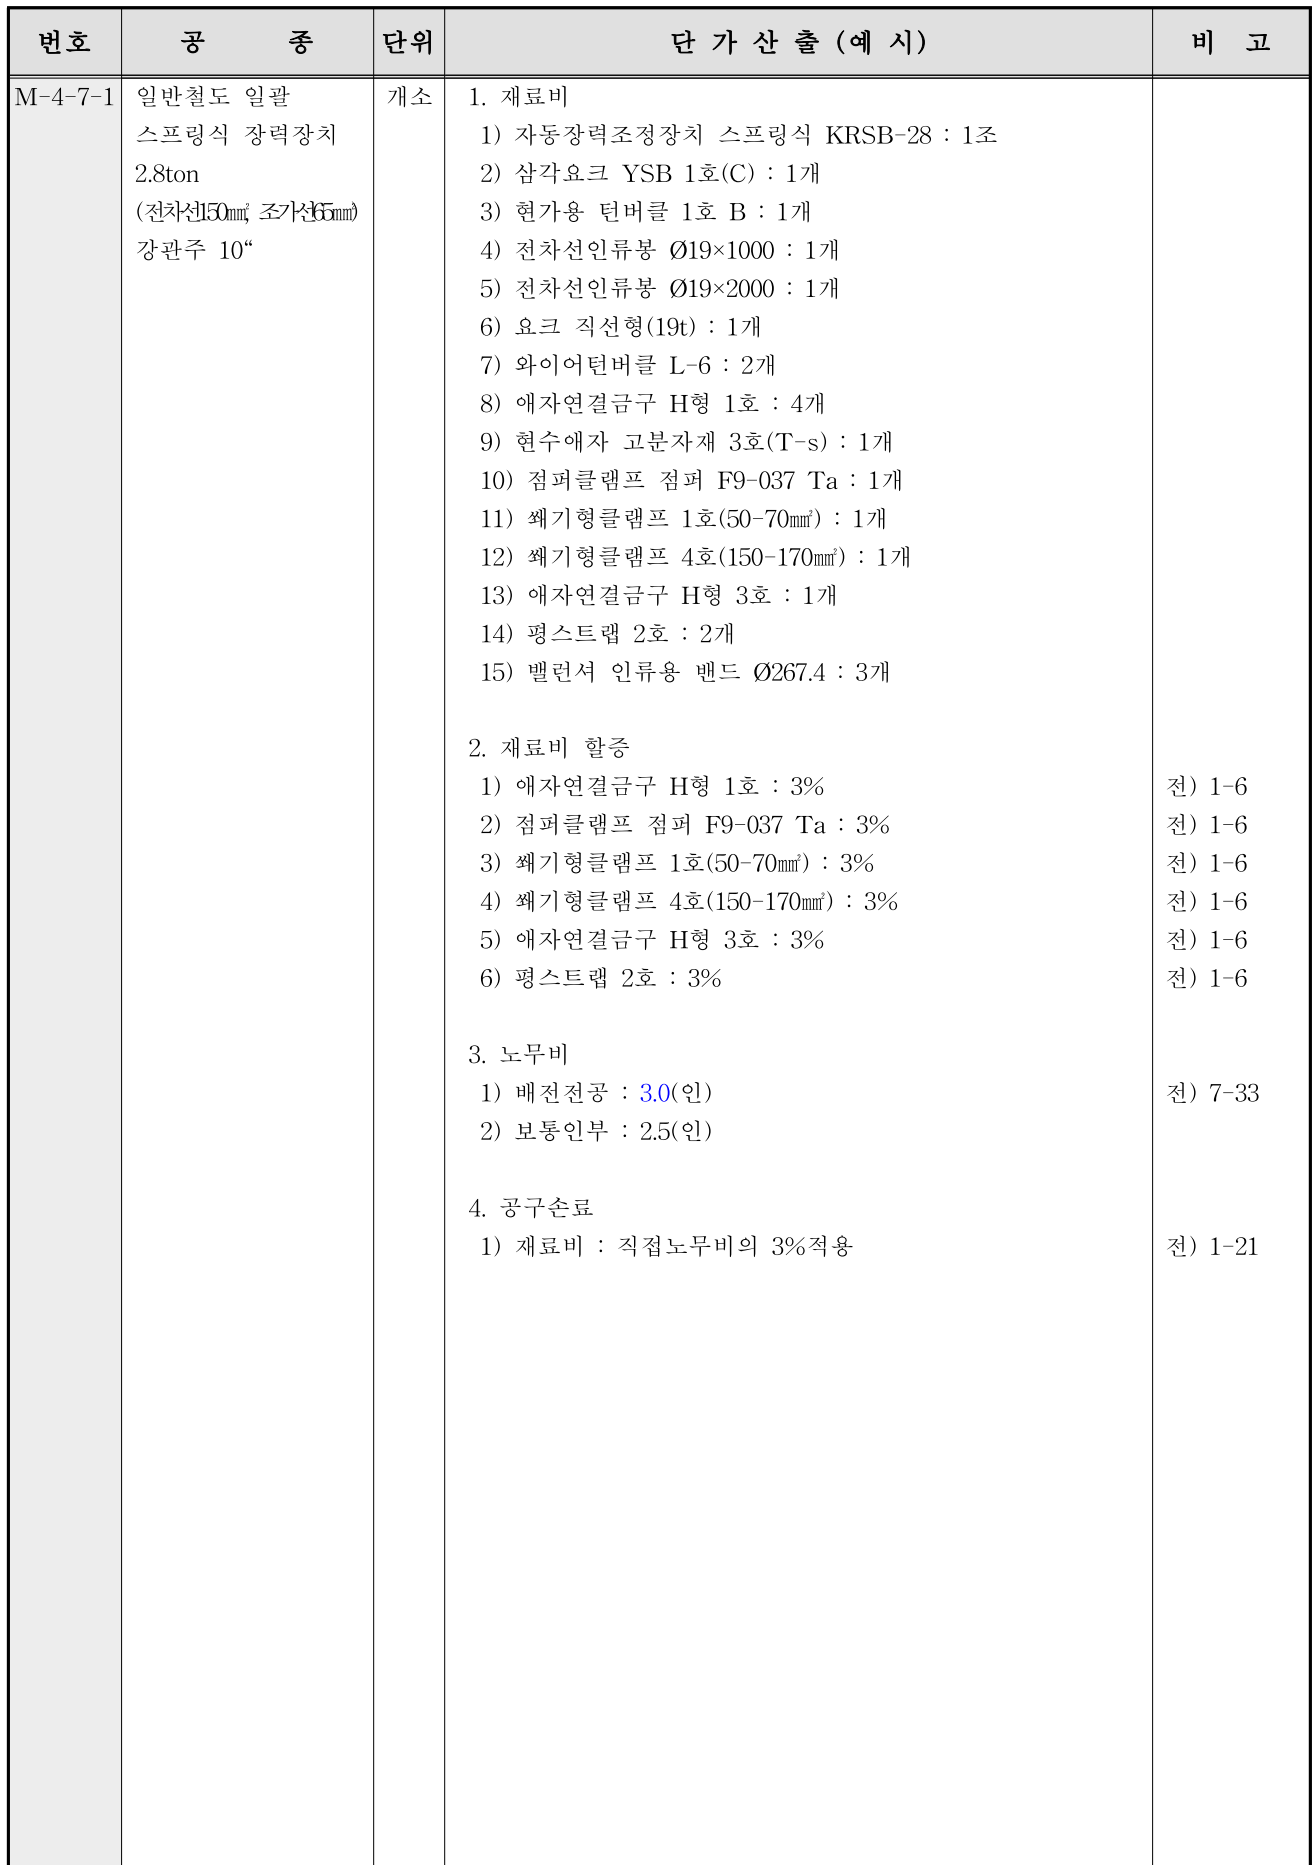 번호 공 종 단위 단 가 산 출 (예 시) 비 고
M-4-7-1 일반철도 일괄 개소 1. 재료비
스프링식 장력장치 1) 자동장력조정장치 스프링식 KRSB-28 : 1조
2.8ton 2) 삼각요크 YSB 1호(C) : 1개
(전차선150㎟, 조가선65㎟) 3) 현가용 턴버클 1호 B : 1개
강관주 10“ 4) 전차선인류봉 Ø19×1000 : 1개
5) 전차선인류봉 Ø19×2000 : 1개
6) 요크 직선형(19t) : 1개
7) 와이어턴버클 L-6 : 2개
8) 애자연결금구 H형 1호 : 4개
9) 현수애자 고분자재 3호(T-s) : 1개
10) 점퍼클램프 점퍼 F9-037 Ta : 1개
11) 쐐기형클램프 1호(50-70㎟) : 1개
12) 쐐기형클램프 4호(150-170㎟) : 1개
13) 애자연결금구 H형 3호 : 1개
14) 평스트랩 2호 : 2개
15) 밸런셔 인류용 밴드 Ø267.4 : 3개
2. 재료비 할증
1) 애자연결금구 H형 1호 : 3% 전) 1-6
2) 점퍼클램프 점퍼 F9-037 Ta : 3% 전) 1-6
3) 쐐기형클램프 1호(50-70㎟) : 3% 전) 1-6
4) 쐐기형클램프 4호(150-170㎟) : 3% 전) 1-6
5) 애자연결금구 H형 3호 : 3% 전) 1-6
6) 평스트랩 2호 : 3% 전) 1-6
3. 노무비
1) 배전전공 : 3.0(인) 전) 7-33
2) 보통인부 : 2.5(인)
4. 공구손료
1) 재료비 : 직접노무비의 3%적용 전) 1-21